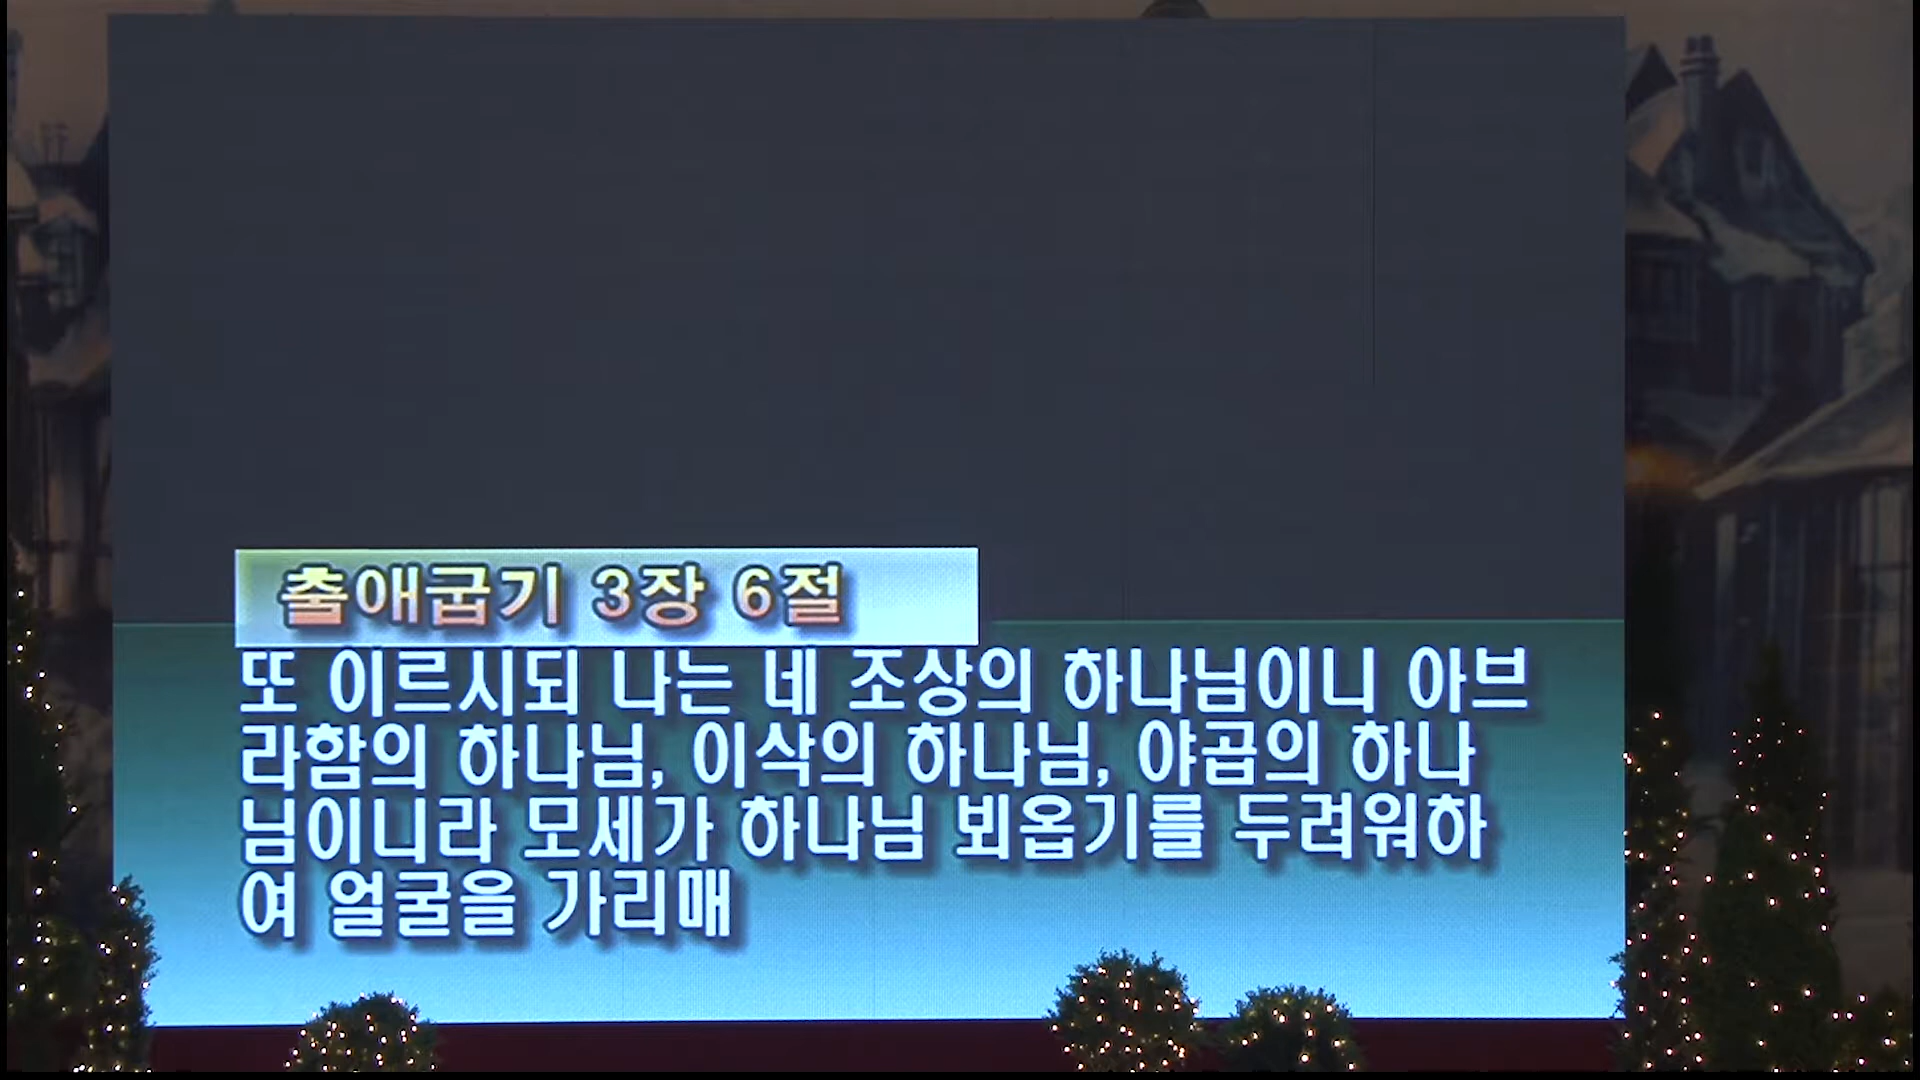 출애굽기 3장 6절
또 이르시되 나는 네 조상의 하나님이니 아브
라함의 하나님, 이삭의 하나님, 야곱의 하나
님이니라 모세가 하나님 뵈옵기를 두려워하
여 얼굴을 가리매